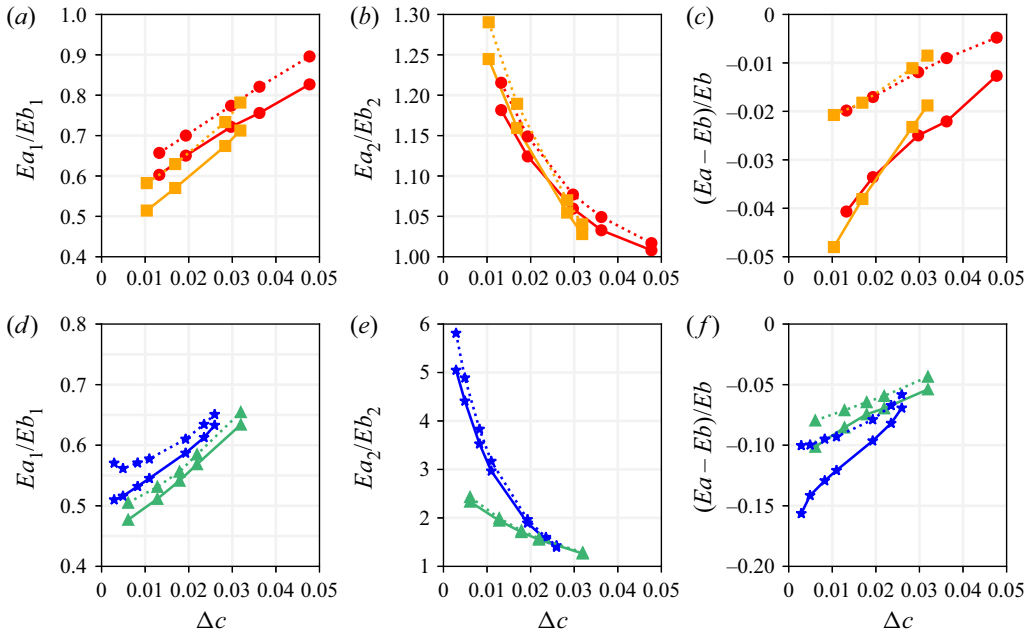 (a) (b) (c)
1.0 0.9 0.8 0.7 0.6 0.5 0.4
Ea1/Eb1
0 0.01 0.02 0.03 0.04 0.05
1.30 1.25 1.20 1.15 1.10 1.05 1.00
Ea2/Eb2
0 0.01 0.02 0.03 0.04 0.05
0 −0.01 −0.02 −0.03 −0.04 −0.05
(Ea − Eb)/Eb
0 0.01 0.02 0.03 0.04 0.05
(d) (e) (f)
0.8 0.7 0.6 0.5 0.4
Ea1/Eb1
0 0.01 0.02 0.03 0.04 0.05
Δc
6 5 4 3 2 1
Ea2/Eb2
0 0.01 0.02 0.03 0.04 0.05
Δc
0 −0.05 −0.10 −0.15 −0.20
(Ea − Eb)/Eb
0 0.01 0.02 0.03 0.04 0.05
Δc